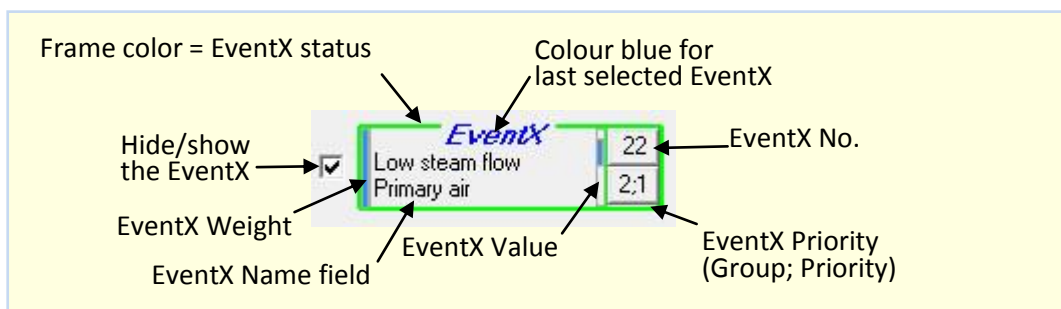 Frame color = EventX status
Colour blue for
last selected EventX
Hide/show
the EventX
EventX
Low steam flow
Primary air
22
2;1
EventX No.
EventX Weight
EventX Value
EventX Name field
EventX Priority
(Group; Priority)